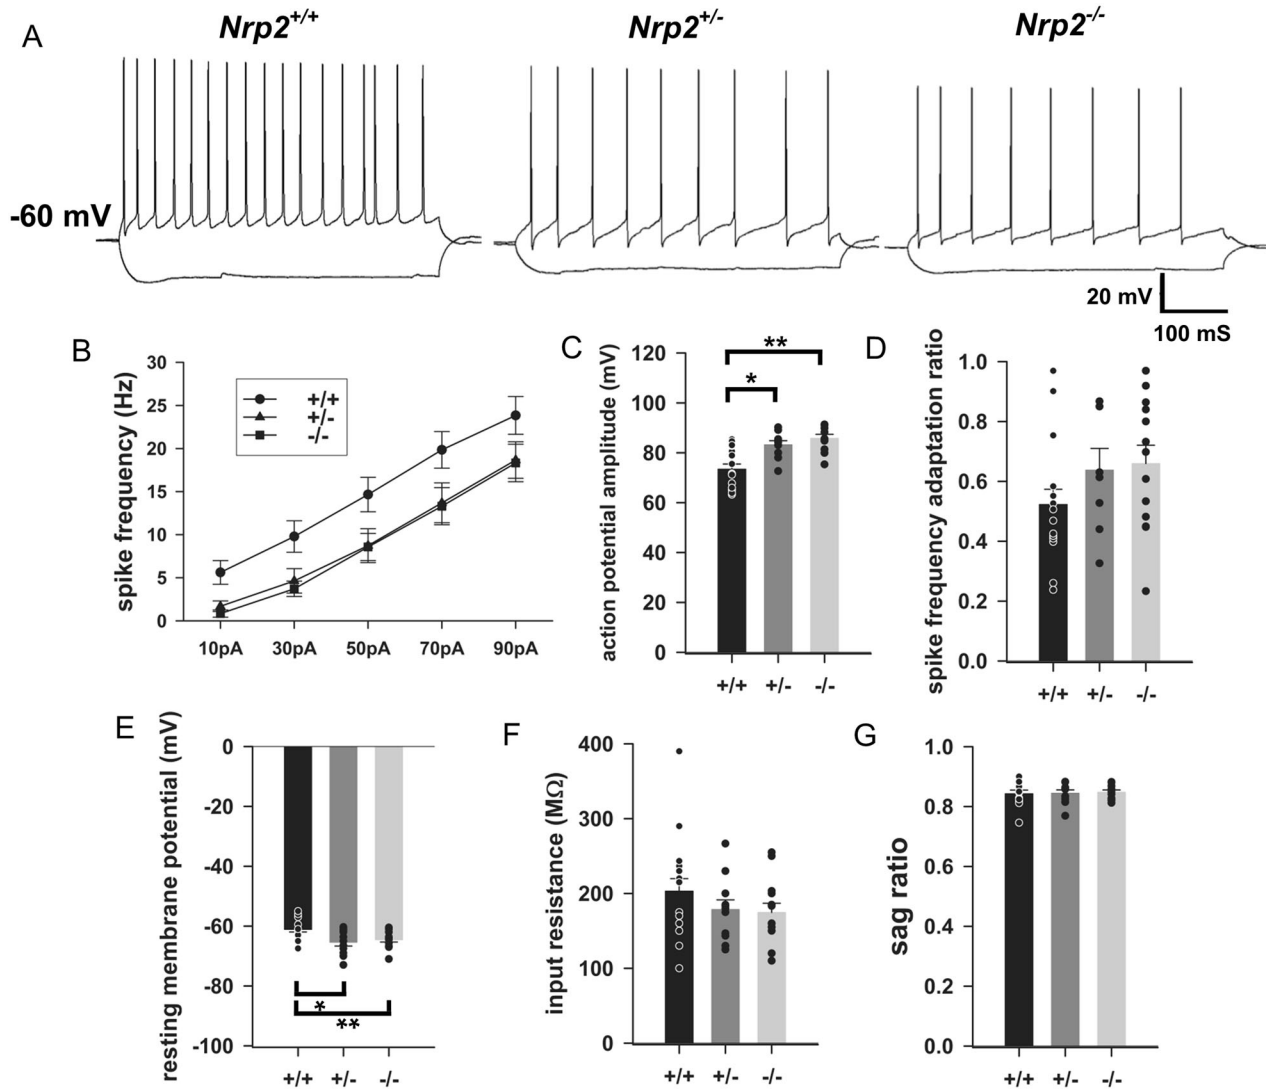 A
Nrp2+/+
Nrp2+/-
Nrp2-/-
-60 mV
20 mV
100 mS
B
spike frequency (Hz)
30
25
20
15
10
5
0
+/+
+/-
-/-
10pA 30pA 50pA 70pA 90pA
C
action potential amplitude (mV)
120
100
80
60
40
20
0
**
*
+/+ +/- -/-
D
spike frequency adaptation ratio
1.0
0.8
0.6
0.4
0.2
0.0
+/+ +/- -/-
E
resting membrane potential (mV)
0
-20
-40
-60
-80
-100
*
**
+/+ +/- -/-
F
input resistance (MΩ)
400
300
200
100
0
+/+ +/- -/-
G
sag ratio
1.0
0.8
0.6
0.4
0.2
0.0
+/+ +/- -/-